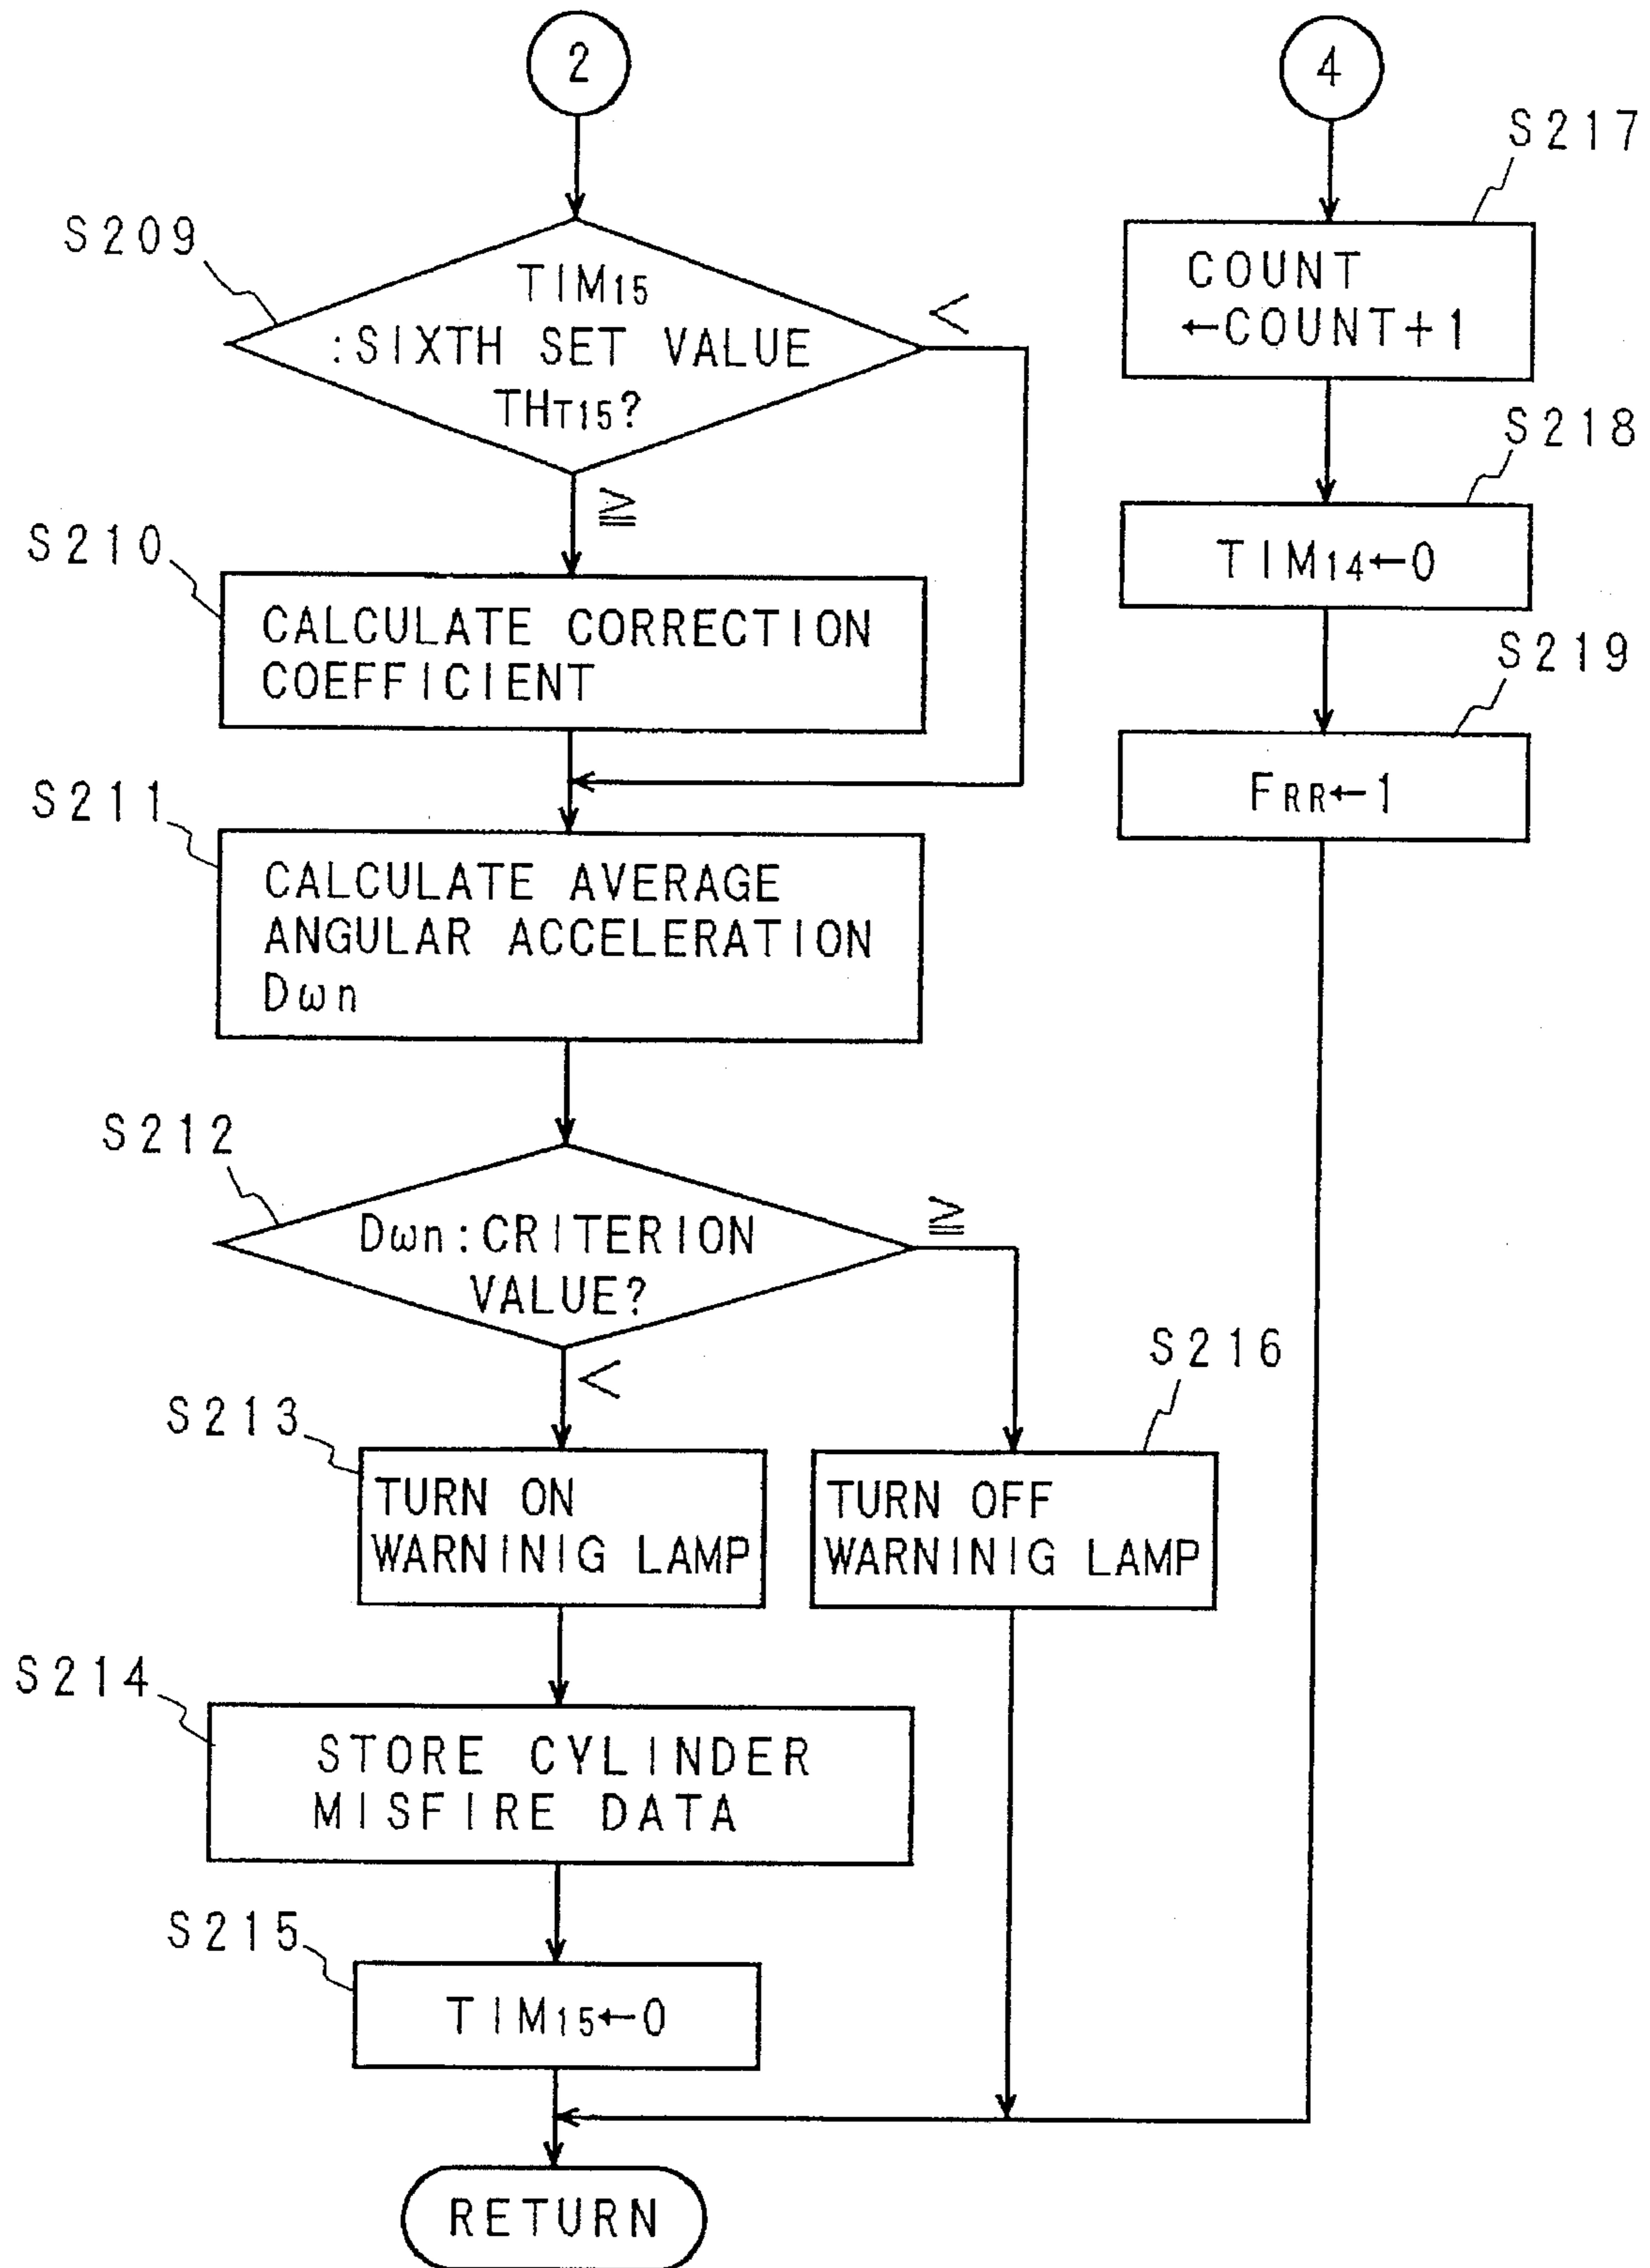 2
S209
TIM15
:SIXTH SET VALUE
THT15?
<
≧
S210
CALCULATE CORRECTION
COEFFICIENT
S211
CALCULATE AVERAGE
ANGULAR ACCELERATION
Dωn
S212
Dωn:CRITERION
VALUE?
≧
<
S213
TURN ON
WARNINIG LAMP
S216
TURN OFF
WARNINIG LAMP
S214
STORE CYLINDER
MISFIRE DATA
S215
TIM15←0
RETURN
4
S217
COUNT
←COUNT+1
S218
TIM14←0
S219
FRR←1